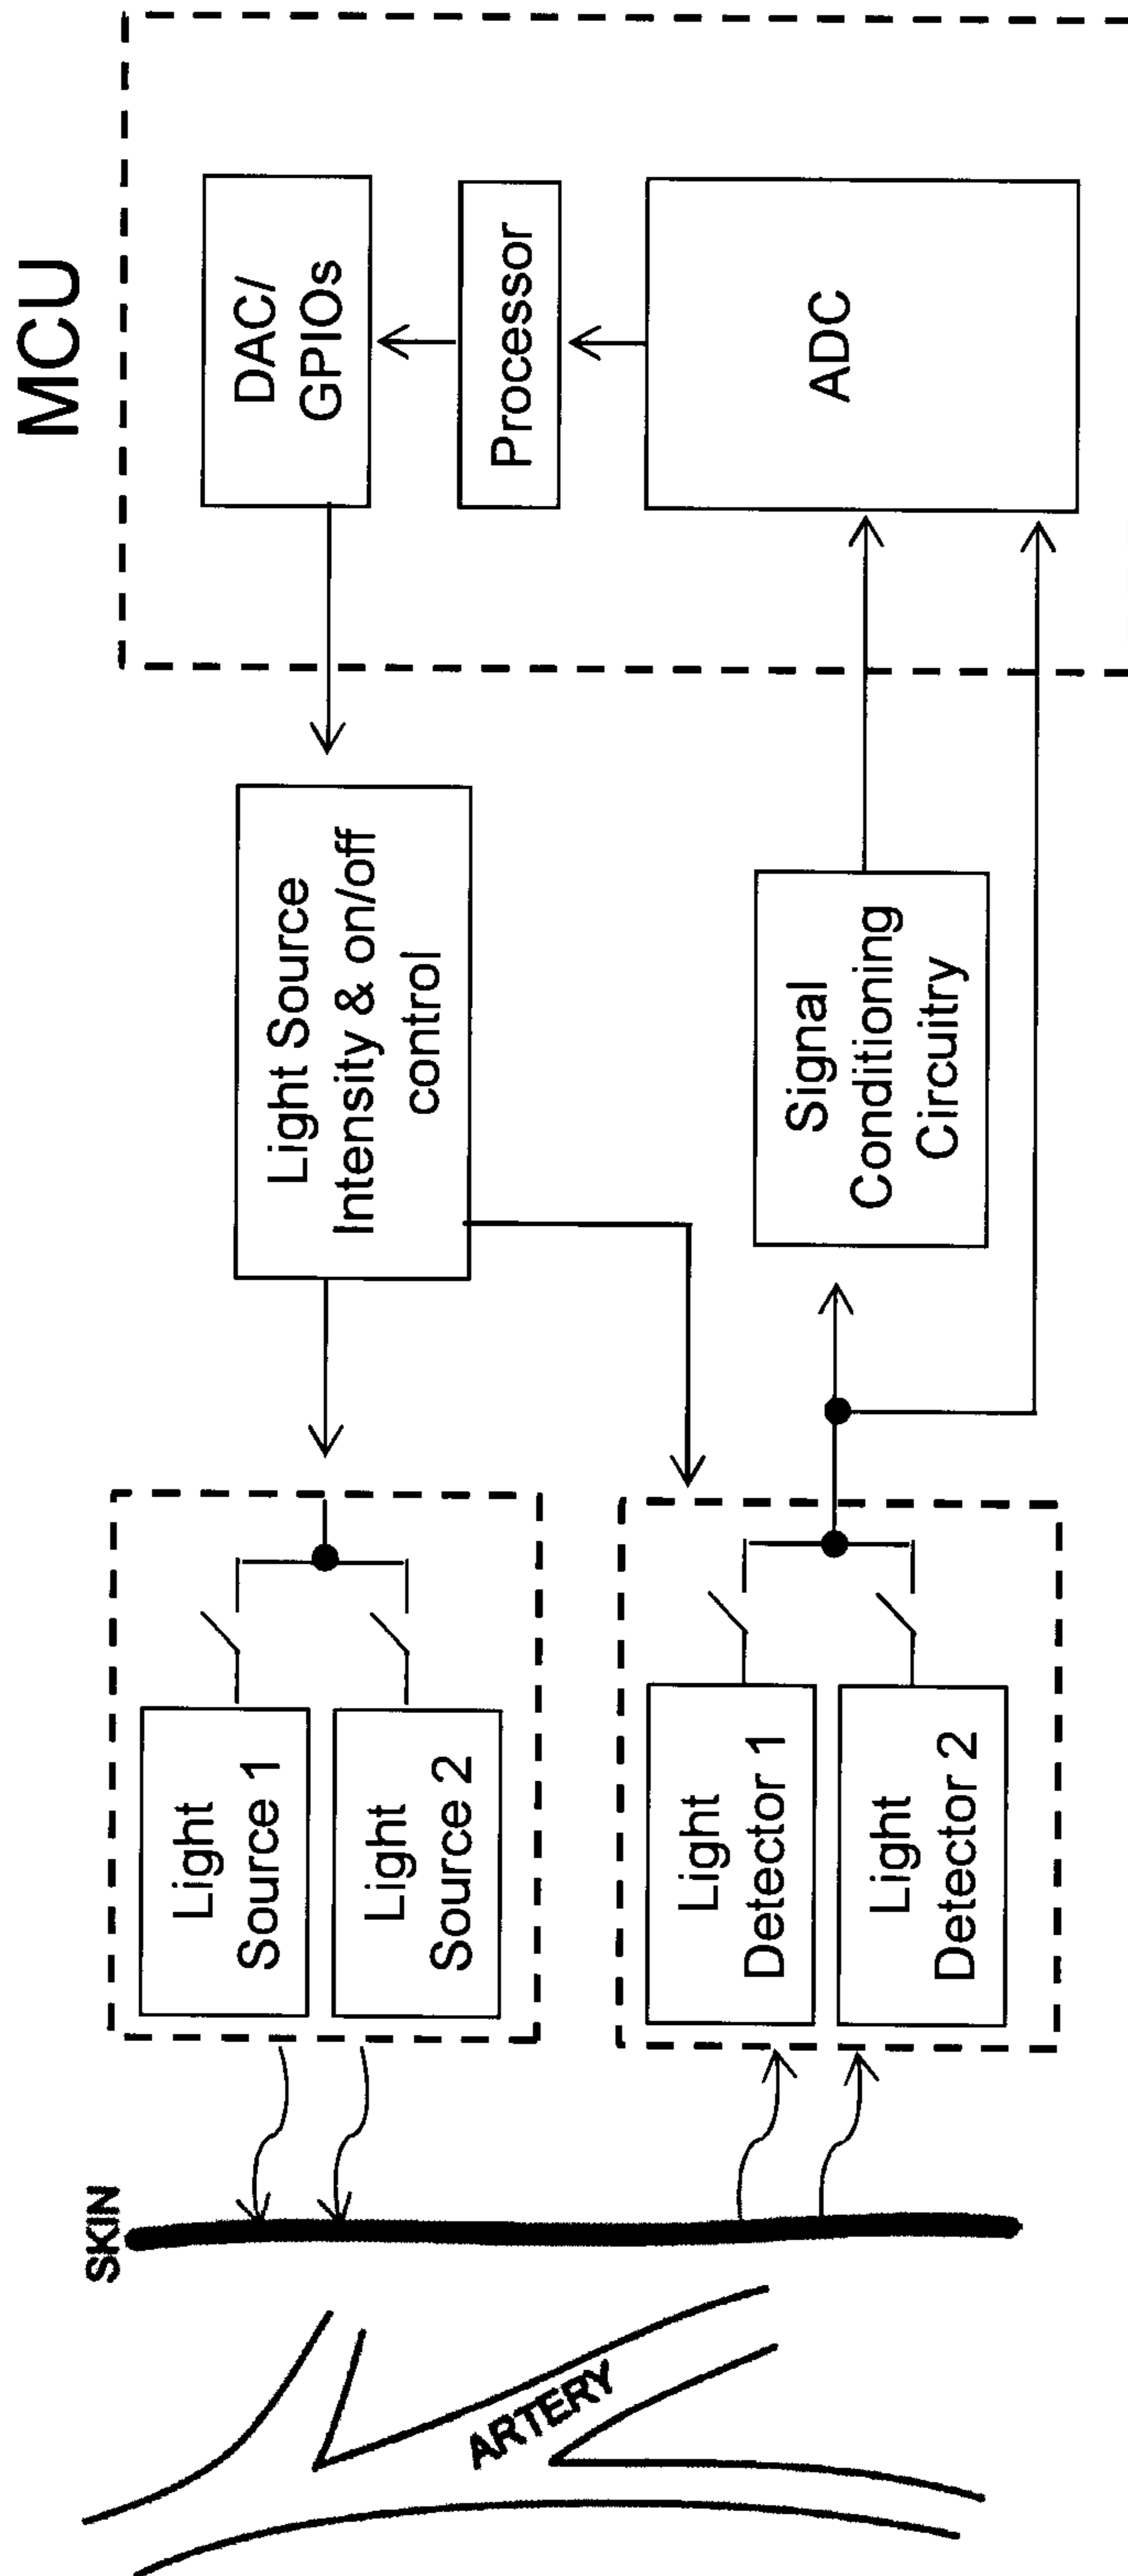 MCU
SKIN
ARTERY
Light
Source 1
Light
Source 2
Light Source
Intensity & on/off
control
DAC/
GPIOs
Processor
ADC
Light
Detector 1
Light
Detector 2
Signal
Conditioning
Circuitry